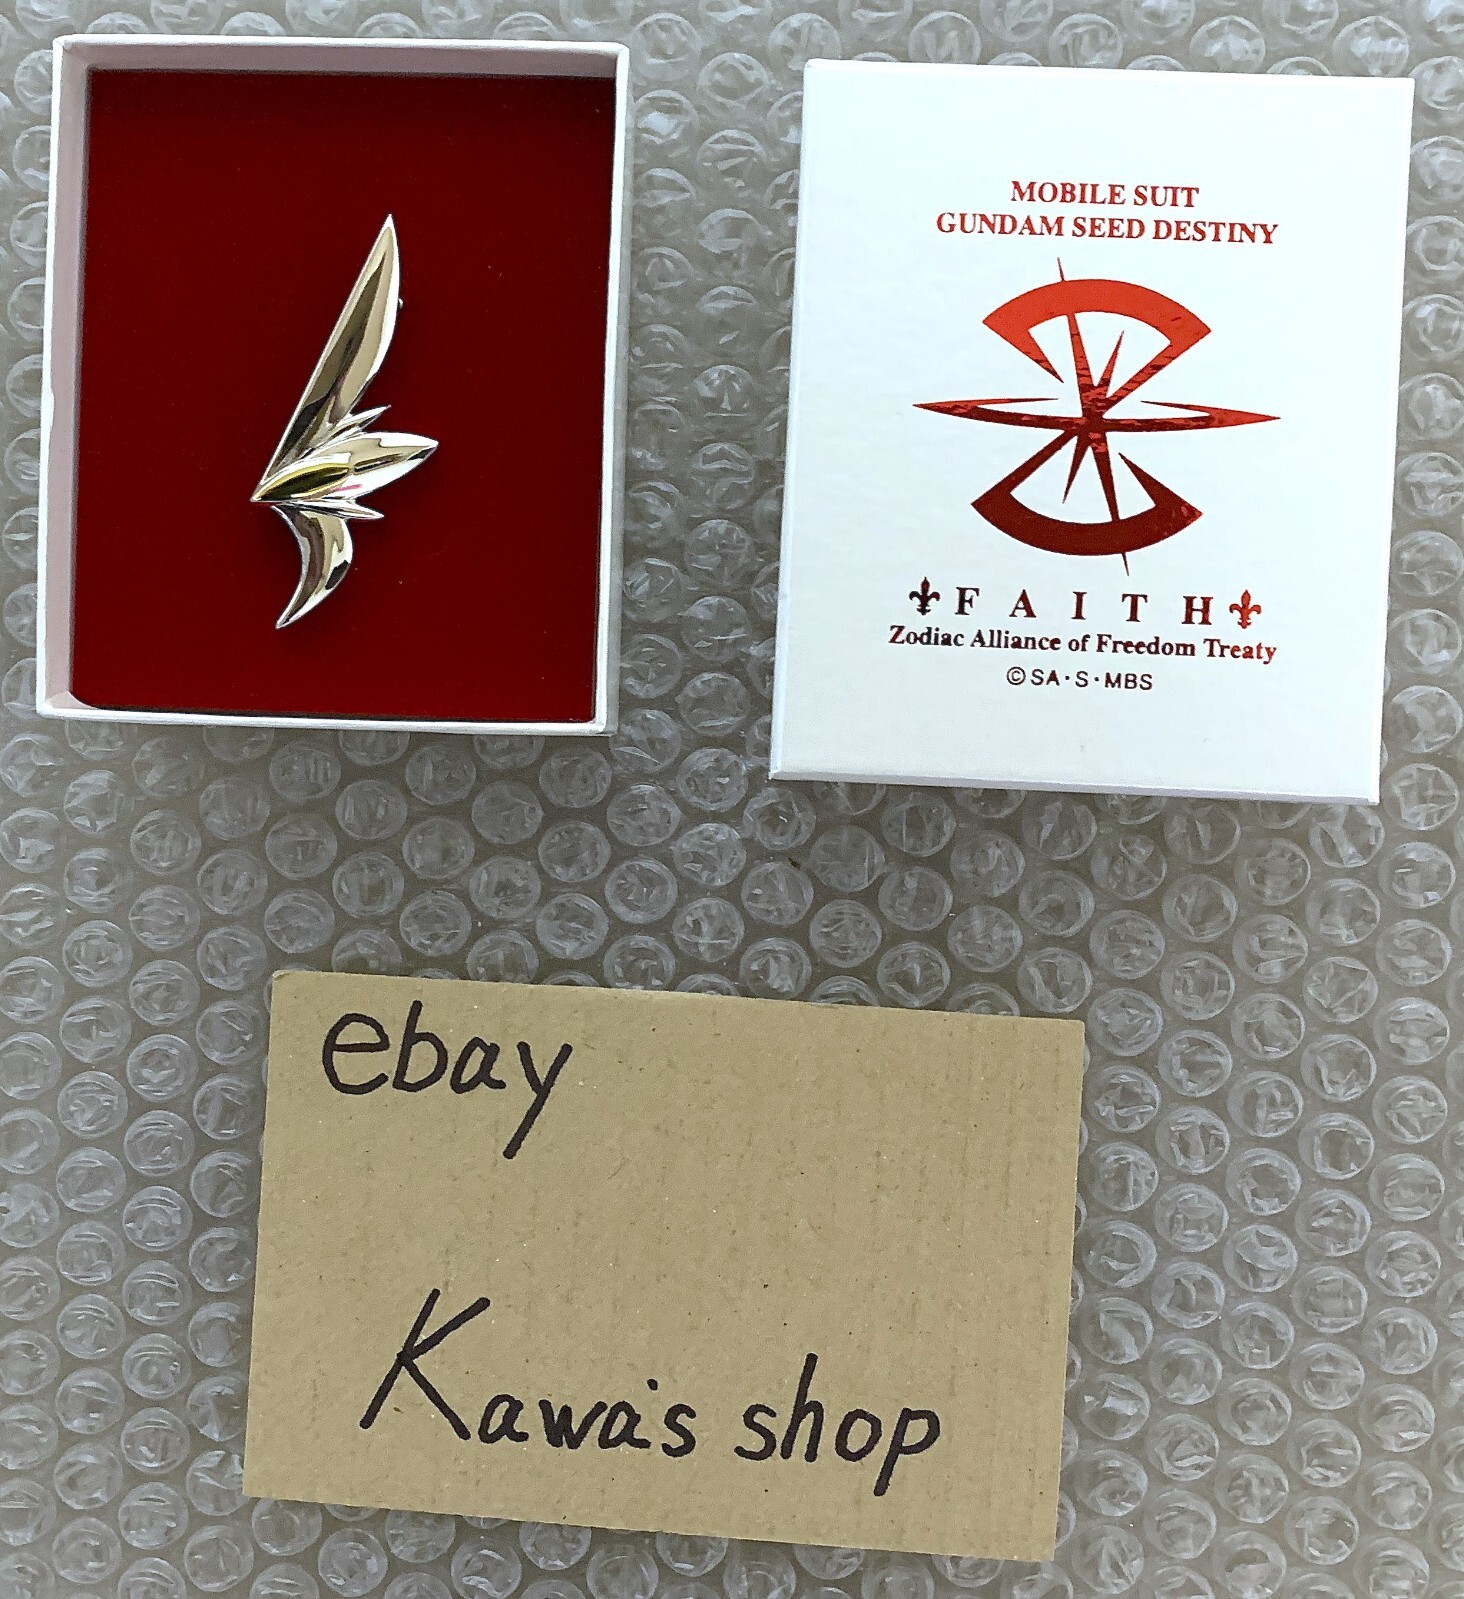 MOBILE SUIT
GUNDAM SEED DESTINY
FAITH
Zodiac Alliance of Freedom Treaty
©SA・S・MBS
ebay
Kawa's shop